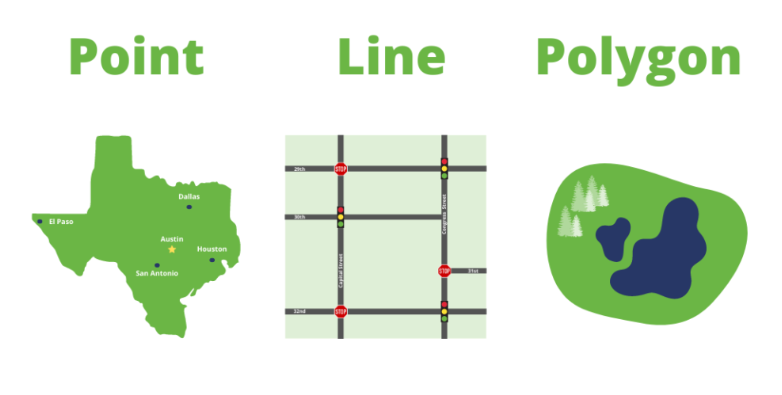 Point
Line
Polygon
Dallas
El Paso
Austin
Houston
San Antonio
29th
STOP
30th
Congress Street
Capital Street
STOP
31st
32nd
STOP